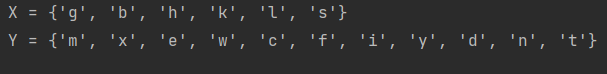 X = {'g', 'b', 'h', 'k', 'l', 's'}
Y = {'m', 'x', 'e', 'w', 'c', 'f', 'i', 'y', 'd', 'n', 't'}